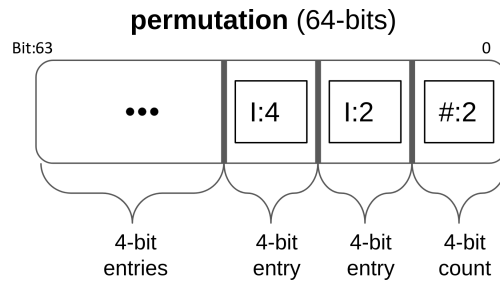 permutation (64-bits)
Bit:63 0
••• I:4 I:2 #:2
4-bit entries
4-bit entry
4-bit entry
4-bit count